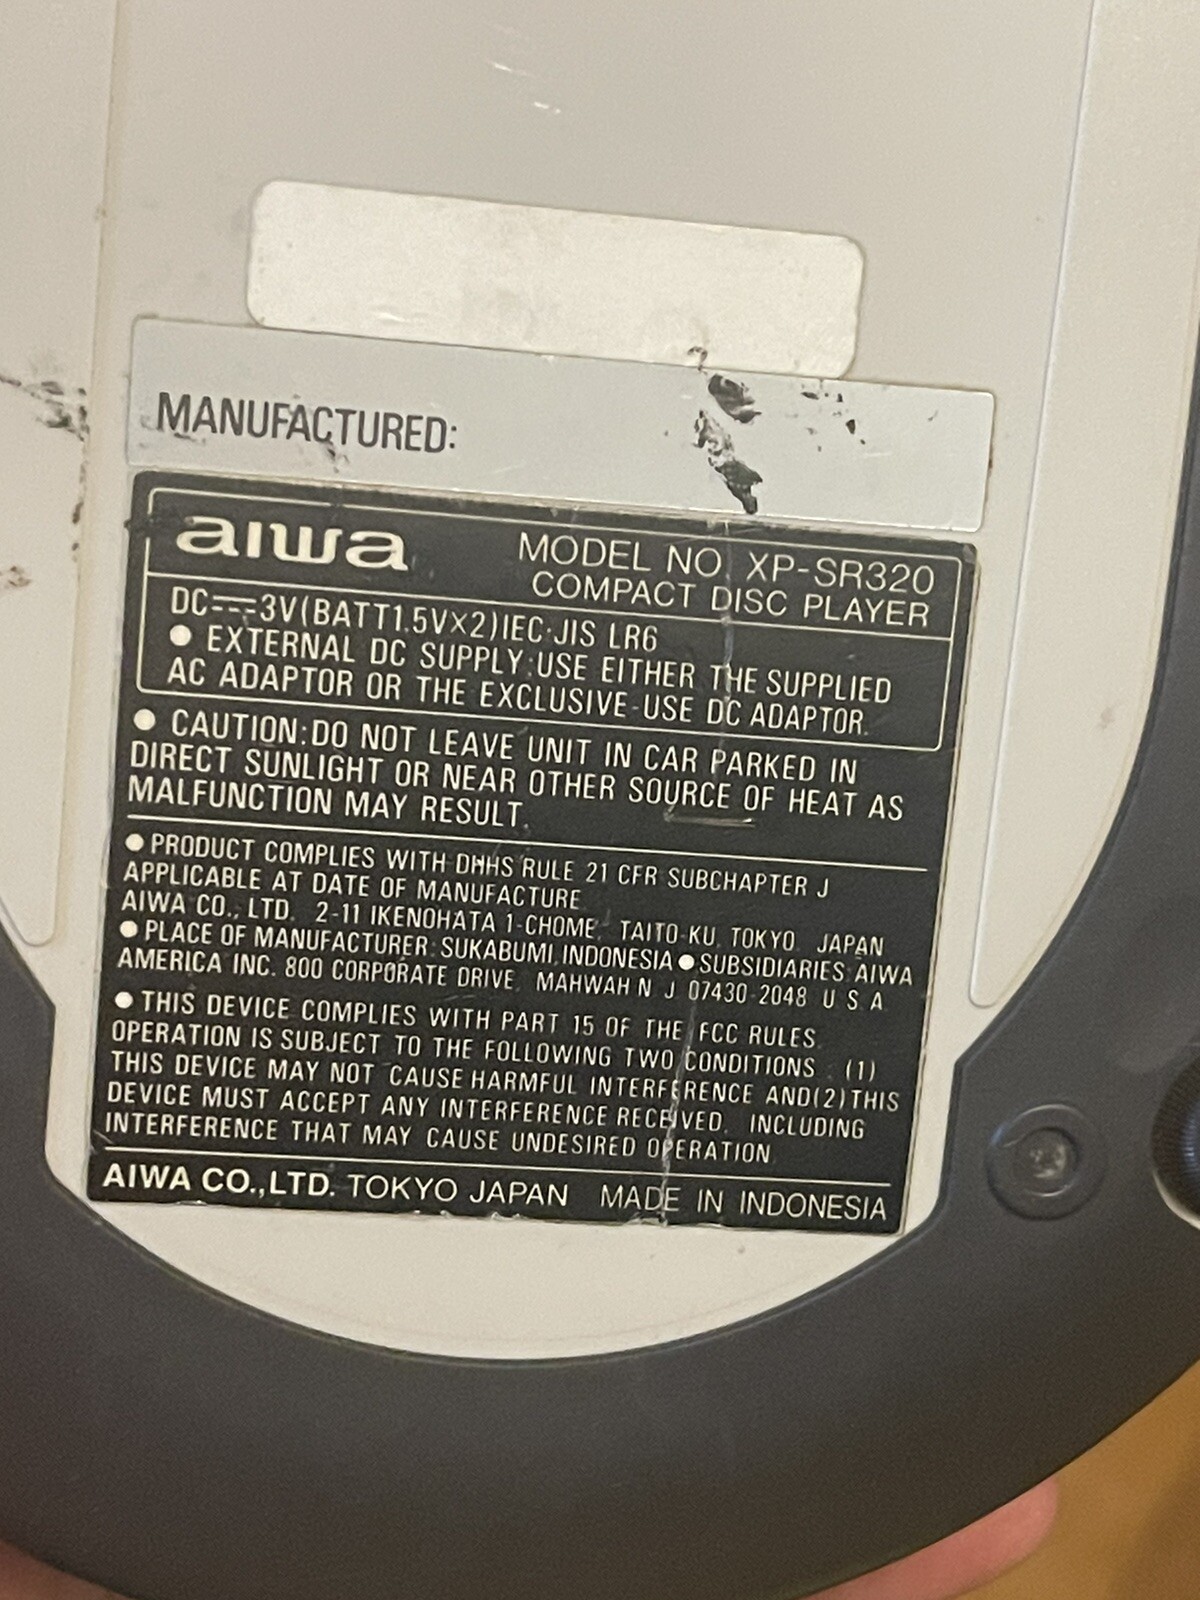 MANUFACTURED:
aiwa
MODEL NO. XP-SR320
COMPACT DISC PLAYER
DC⎓3V(BATT1.5V×2)IEC·JIS LR6
● EXTERNAL DC SUPPLY:USE EITHER THE SUPPLIED
AC ADAPTOR OR THE EXCLUSIVE-USE DC ADAPTOR.
● CAUTION:DO NOT LEAVE UNIT IN CAR PARKED IN
DIRECT SUNLIGHT OR NEAR OTHER SOURCE OF HEAT AS
MALFUNCTION MAY RESULT.
● PRODUCT COMPLIES WITH DHHS RULE 21 CFR SUBCHAPTER J
APPLICABLE AT DATE OF MANUFACTURE.
AIWA CO., LTD. 2-11 IKENOHATA 1-CHOME, TAITO-KU, TOKYO, JAPAN
● PLACE OF MANUFACTURER: SUKABUMI, INDONESIA ● SUBSIDIARIES: AIWA
AMERICA INC. 800 CORPORATE DRIVE, MAHWAH N.J. 07430-2048 U.S.A.
● THIS DEVICE COMPLIES WITH PART 15 OF THE FCC RULES.
OPERATION IS SUBJECT TO THE FOLLOWING TWO CONDITIONS : (1)
THIS DEVICE MAY NOT CAUSE HARMFUL INTERFERENCE AND(2)THIS
DEVICE MUST ACCEPT ANY INTERFERENCE RECEIVED, INCLUDING
INTERFERENCE THAT MAY CAUSE UNDESIRED OPERATION.
AIWA CO.,LTD. TOKYO JAPAN MADE IN INDONESIA